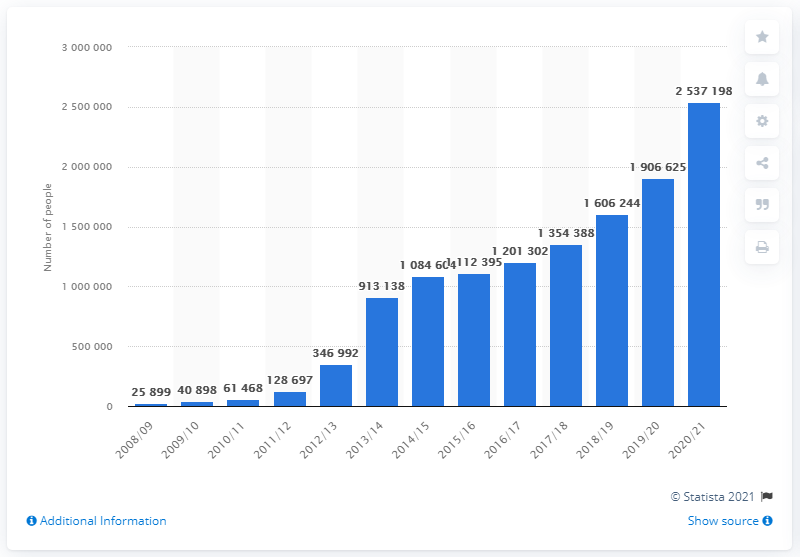 3 000 000
2 500 000
2 000 000
1 500 000
1 000 000
500 000
0
Number of people
25 899
40 898
61 468
128 697
346 992
913 138
1 084 604
1 112 395
1 201 302
1 354 388
1 606 244
1 906 625
2 537 198
2008/09
2009/10
2010/11
2011/12
2012/13
2013/14
2014/15
2015/16
2016/17
2017/18
2018/19
2019/20
2020/21
© Statista 2021
Additional Information
Show source